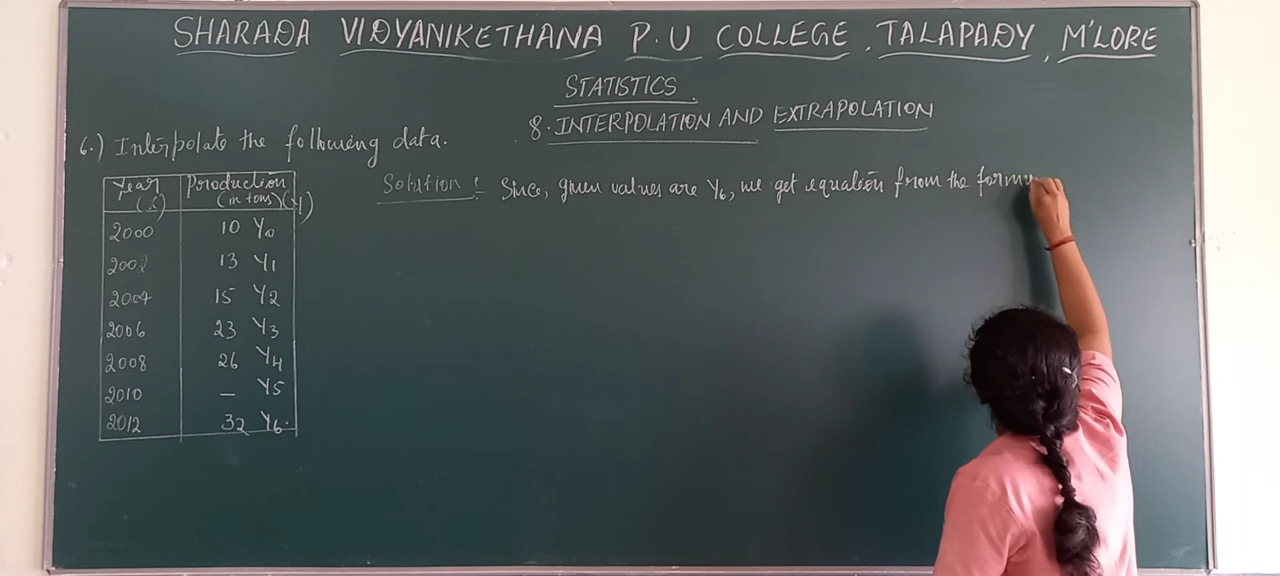 SHARADA VIDYANIKETHANA P.U COLLEGE, TALAPADY, M'LORE
STATISTICS
8. INTERPOLATION AND EXTRAPOLATION
6.) Interpolate the following data.
Year (x) Production (in tons) (y)
2000 10 Y0
2002 13 Y1
2004 15 Y2
2006 23 Y3
2008 26 Y4
2010 — Y5
2012 32 Y6.
Solution: Since, given values are Y6, we get equation from the formu